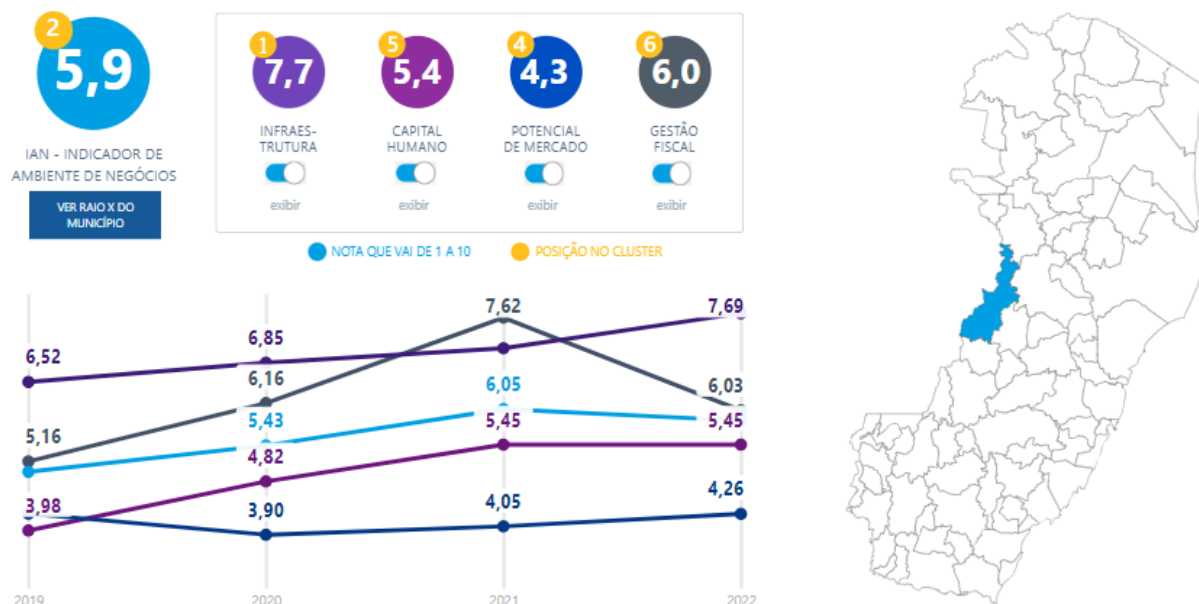 2
5,9
IAN - INDICADOR DE
AMBIENTE DE NEGÓCIOS
VER RAIO X DO
MUNICÍPIO
1
7,7
INFRAES-
TRUTURA
exibir
5
5,4
CAPITAL
HUMANO
exibir
4
4,3
POTENCIAL
DE MERCADO
exibir
6
6,0
GESTÃO
FISCAL
exibir
NOTA QUE VAI DE 1 A 10
POSIÇÃO NO CLUSTER
6,52
6,85
7,62
7,69
5,16
6,16
6,03
5,43
6,05
3,98
4,82
5,45
5,45
3,90
4,05
4,26
2019
2020
2021
2022